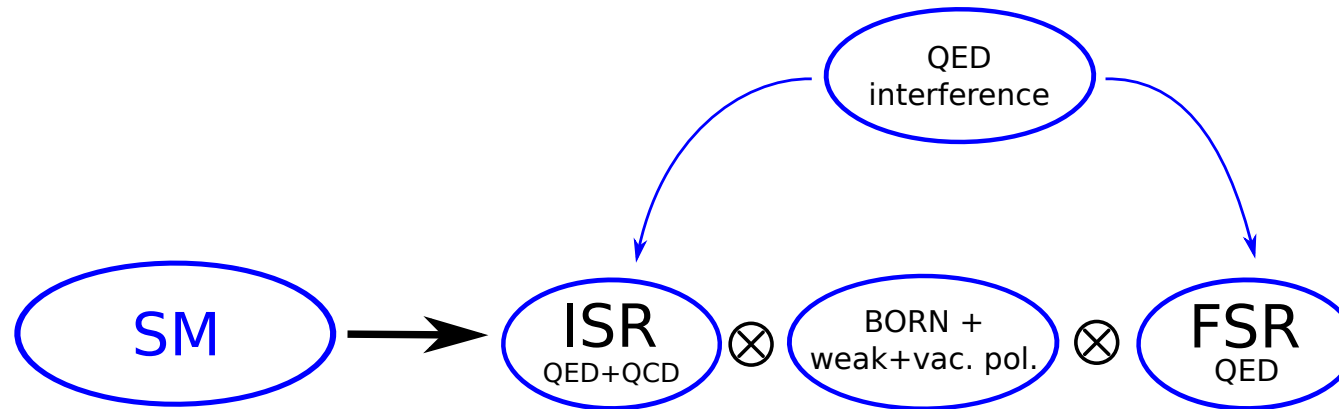 QED
interference
SM
ISR
QED+QCD
⊗
BORN +
weak+vac. pol.
⊗
FSR
QED